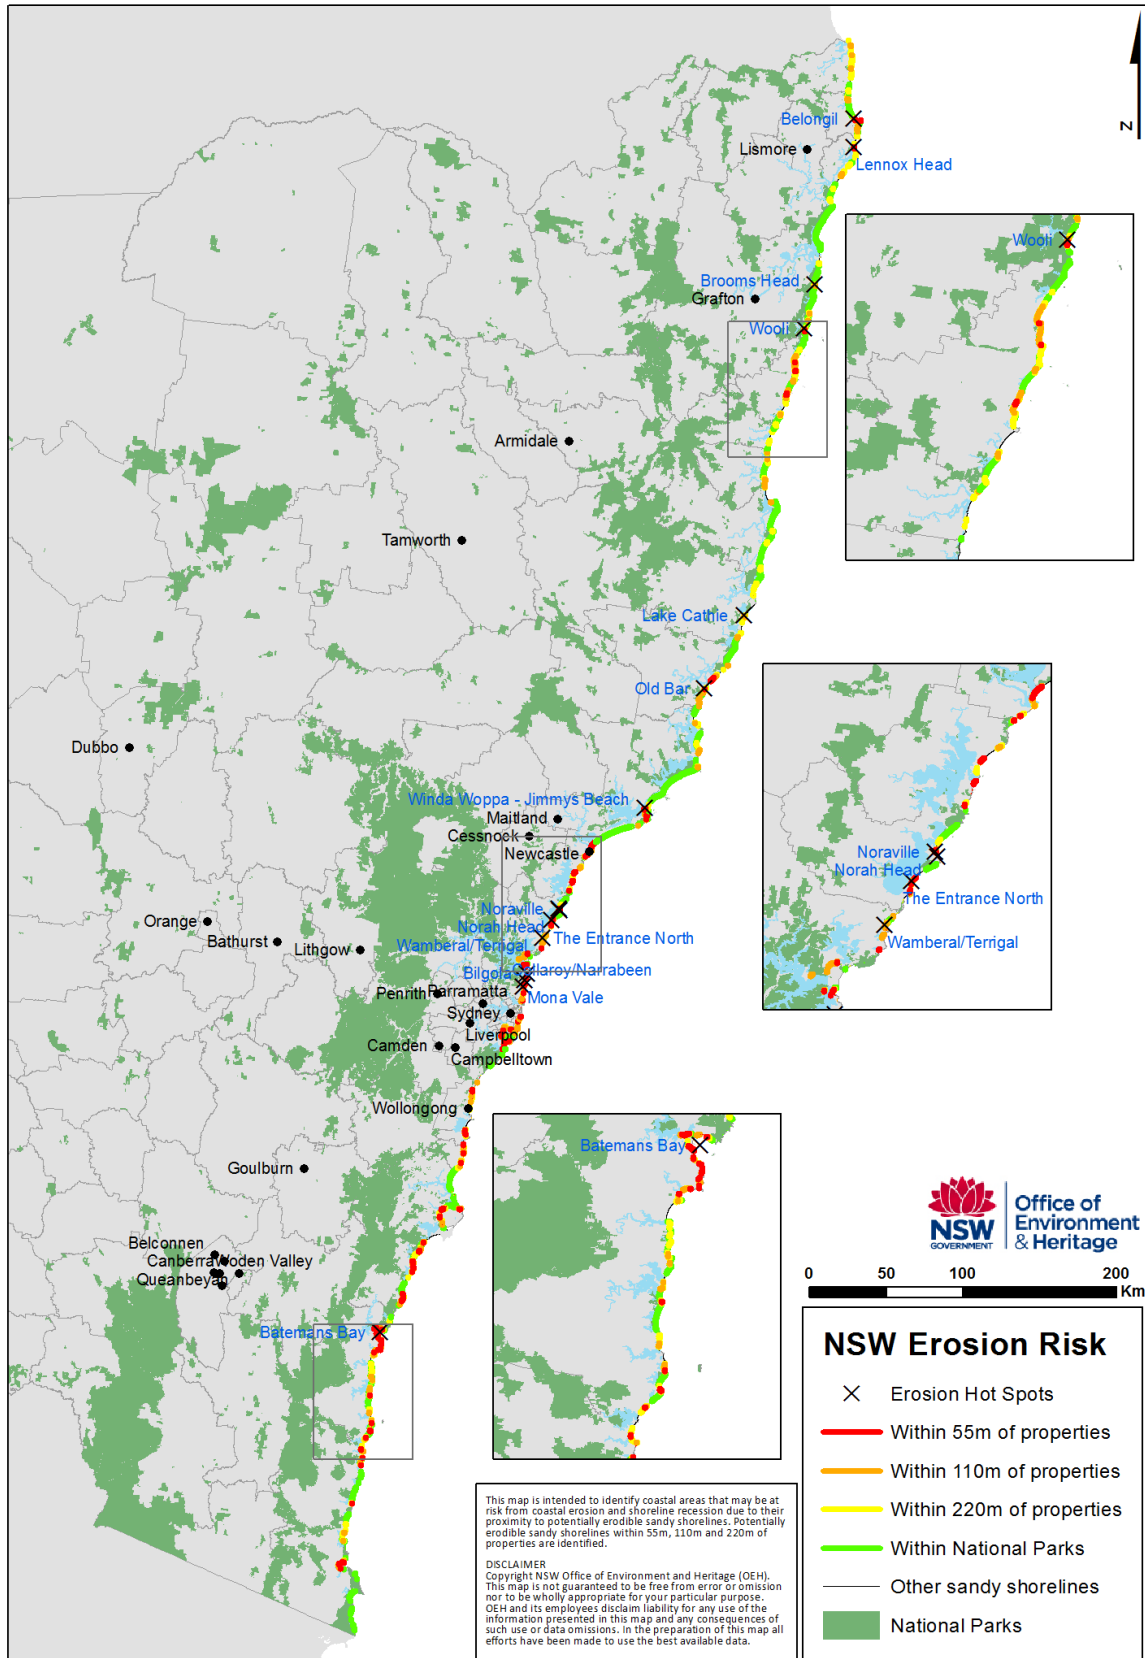 Z
Belongil
Lismore
Lennox Head
Brooms Head
Grafton
Wooli
Wooli
Armidale
Tamworth
Lake Cathie
Old Bar
Dubbo
Winda Woppa - Jimmys Beach
Maitland
Cessnock
Newcastle
Noraville
Norah Head
The Entrance North
Wamberal/Terrigal
Noraville
Norah Head
The Entrance North
Wamberal/Terrigal
Orange
Bathurst
Lithgow
Collaroy/Narrabeen
Bilgola
Mona Vale
Penrith
Parramatta
Sydney
Liverpool
Camden
Campbelltown
Wollongong
Goulburn
Batemans Bay
Belconnen
Canberra
Woden Valley
Queanbeyan
Batemans Bay
NSW
GOVERNMENT
Office of
Environment
& Heritage
0 50 100 200
Km
NSW Erosion Risk
Erosion Hot Spots
Within 55m of properties
Within 110m of properties
Within 220m of properties
Within National Parks
Other sandy shorelines
National Parks
This map is intended to identify coastal areas that may be at
risk from coastal erosion and shoreline recession due to their
proximity to potentially erodible sandy shorelines. Potentially
erodible sandy shorelines within 55m, 110m and 220m of
properties are identified.
DISCLAIMER
Copyright NSW Office of Environment and Heritage (OEH).
This map is not guaranteed to be free from error or omission
nor to be wholly appropriate for your particular purpose.
OEH and its employees disclaim liability for any use of the
information presented in this map and any consequences of
such use or data omissions. In the preparation of this map all
efforts have been made to use the best available data.